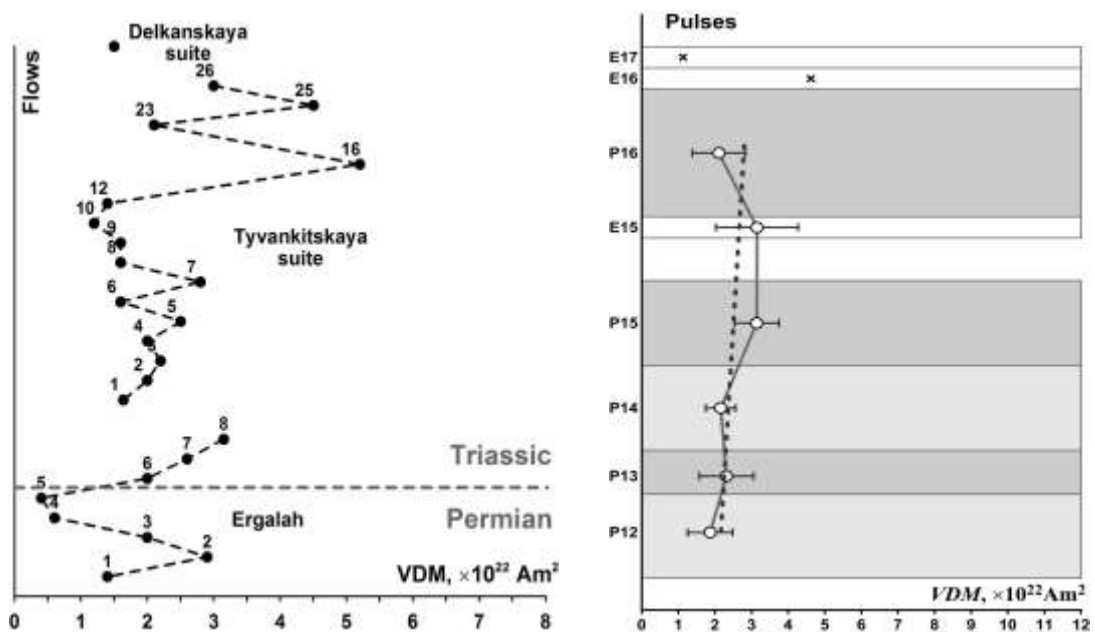 Delkanskaya
suite
Flows
26
25
23
16
12
10
9
8
Tyvankitskaya
suite
7
6
5
4
3
2
1
8
7
Triassic
6
5
4
Ergalah
Permian
3
2
1
VDM, ×10²² Am²
0 1 2 3 4 5 6 7 8
Pulses
E17
E16
P16
E15
P15
P14
P13
P12
VDM, ×10²²Am²
0 1 2 3 4 5 6 7 8 9 10 11 12